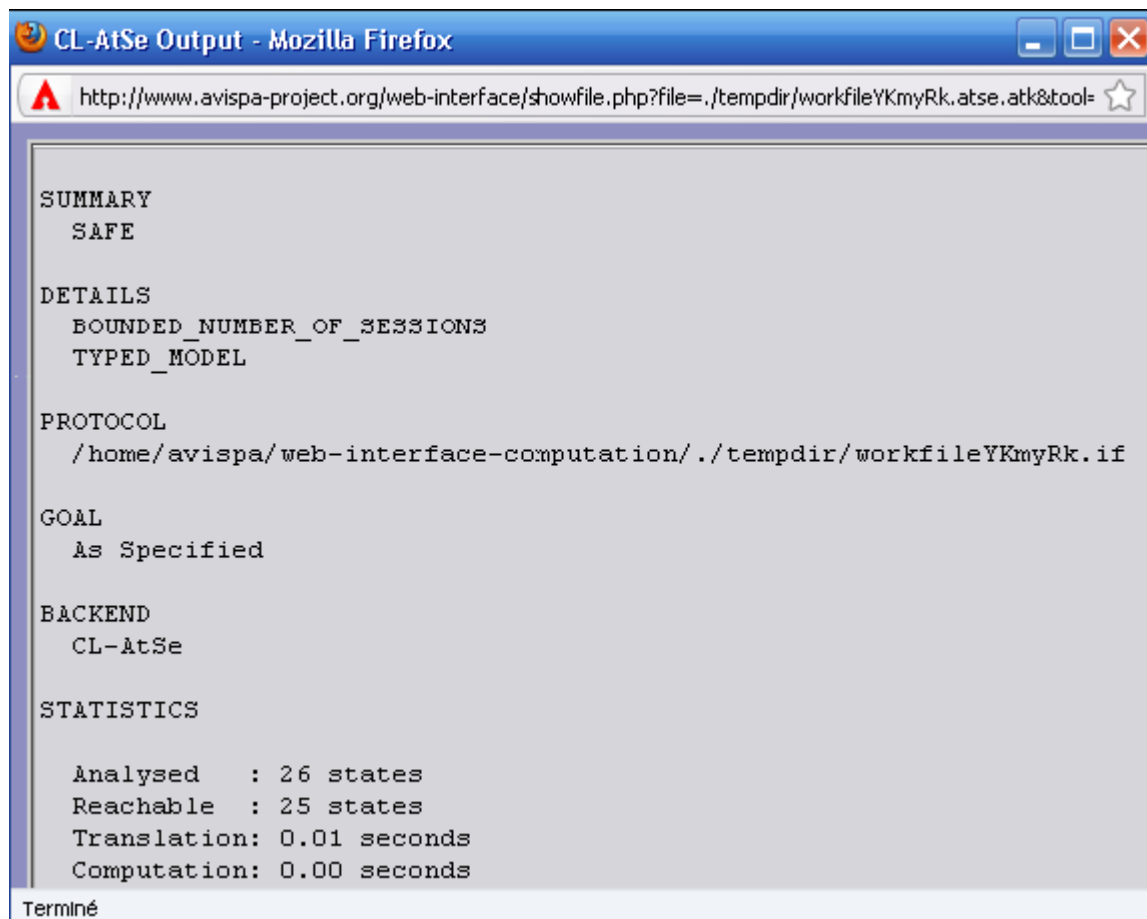 CL-AtSe Output - Mozilla Firefox
http://www.avispa-project.org/web-interface/showfile.php?file=./tempdir/workfileYKmyRk.atse.atk&tool=
SUMMARY
SAFE
DETAILS
BOUNDED_NUMBER_OF_SESSIONS
TYPED_MODEL
PROTOCOL
/home/avispa/web-interface-computation/./tempdir/workfileYKmyRk.if
GOAL
As Specified
BACKEND
CL-AtSe
STATISTICS
Analysed : 26 states
Reachable : 25 states
Translation: 0.01 seconds
Computation: 0.00 seconds
Terminé